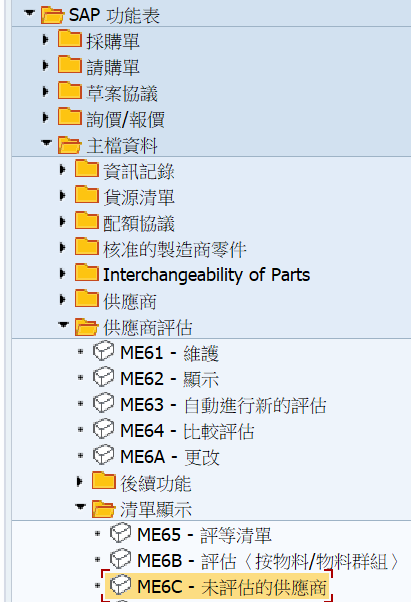 SAP 功能表
採購單
請購單
草案協議
詢價/報價
主檔資料
資訊記錄
貨源清單
配額協議
核准的製造商零件
Interchangeability of Parts
供應商
供應商評估
ME61 - 維護
ME62 - 顯示
ME63 - 自動進行新的評估
ME64 - 比較評估
ME6A - 更改
後續功能
清單顯示
ME65 - 評等清單
ME6B - 評估〈按物料/物料群組〉
ME6C - 未評估的供應商